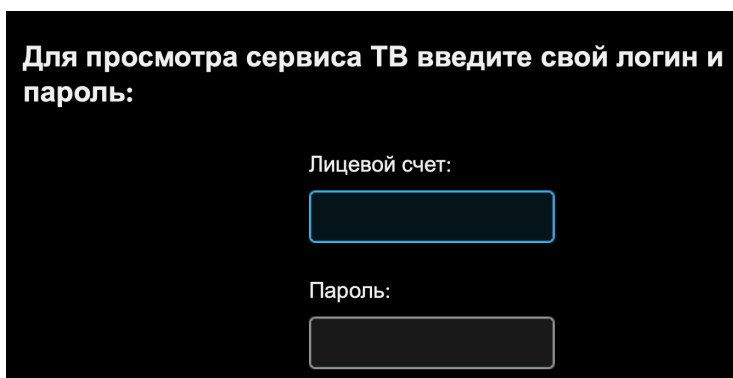 Для просмотра сервиса ТВ введите свой логин и
пароль:
Лицевой счет:
Пароль: